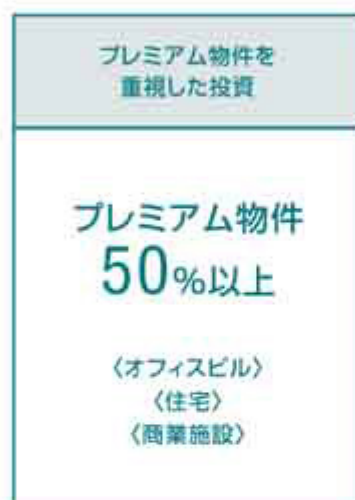 プレミアム物件を
重視した投資
プレミアム物件
50%以上
〈オフィスビル〉
〈住宅〉
〈商業施設〉